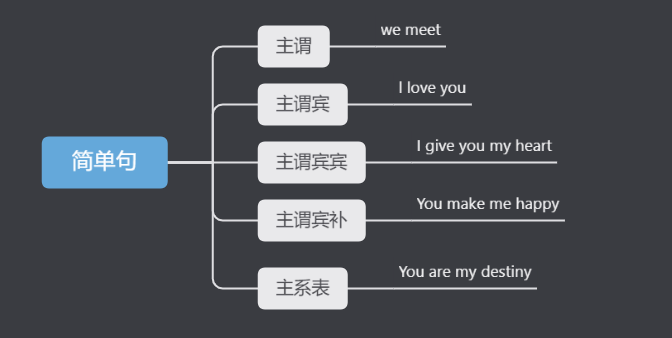 简单句
主谓
we meet
主谓宾
I love you
主谓宾宾
I give you my heart
主谓宾补
You make me happy
主系表
You are my destiny